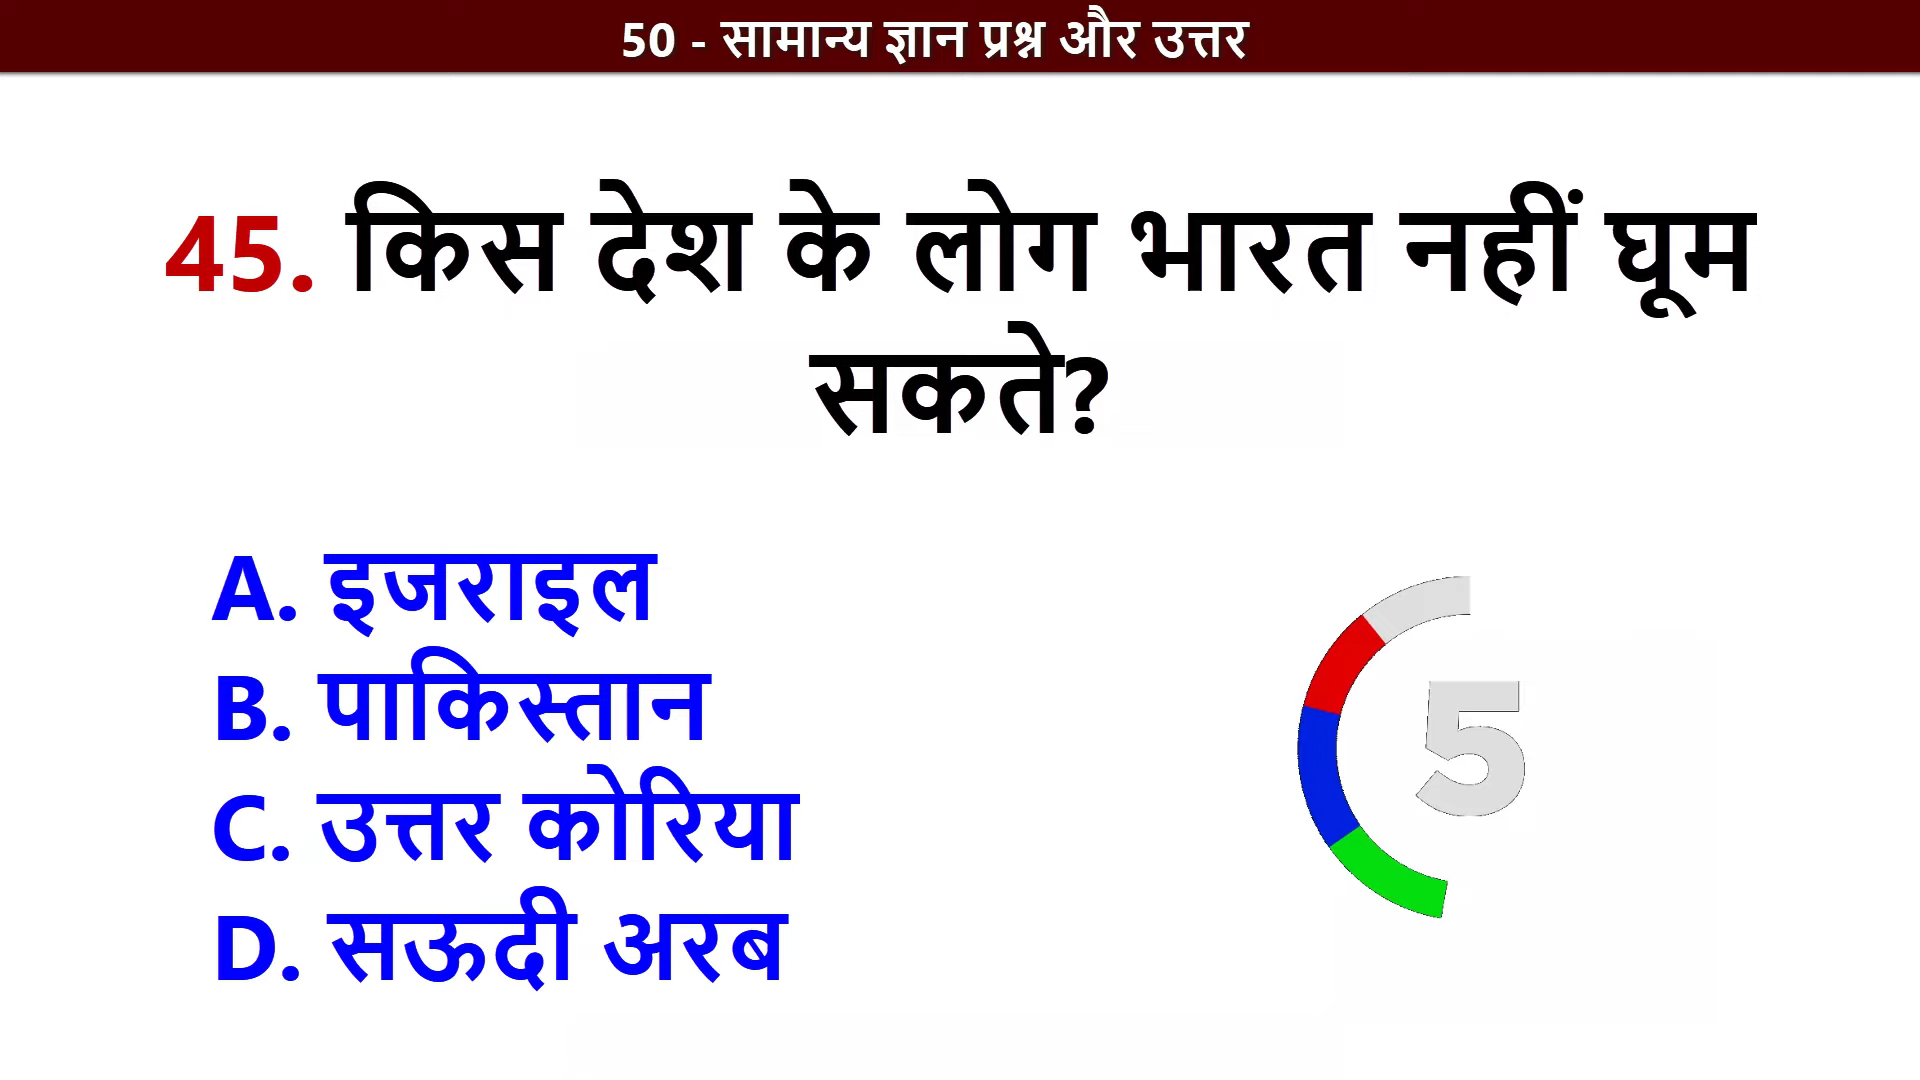 50 - सामान्य ज्ञान प्रश्न और उत्तर
45. किस देश के लोग भारत नहीं घूम
सकते?
A. इजराइल
B. पाकिस्तान
C. उत्तर कोरिया
D. सऊदी अरब
5